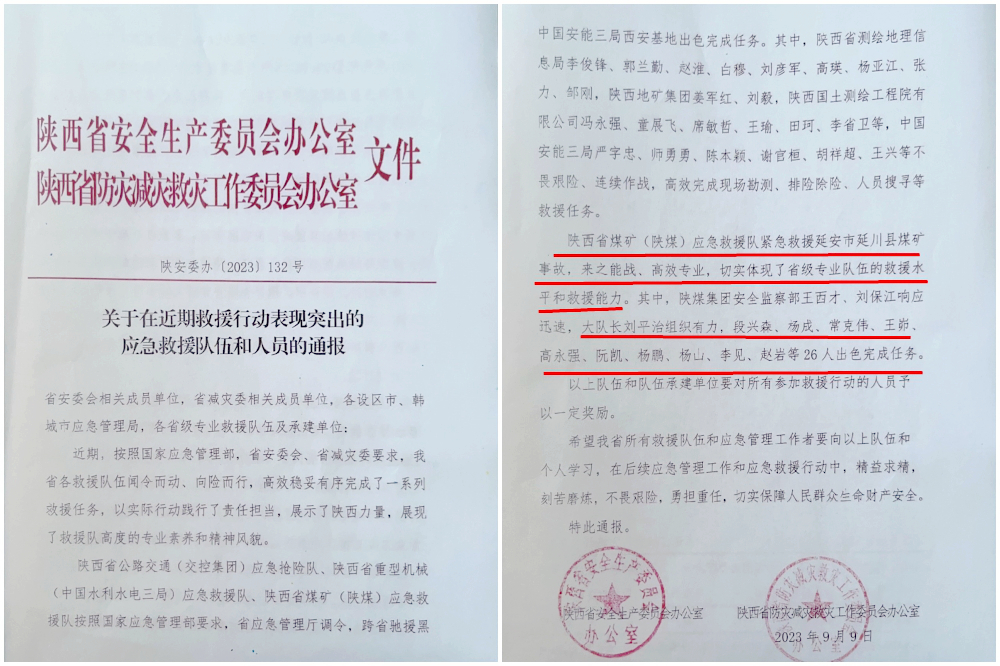 陕西省安全生产委员会办公室
陕西省防灾减灾救灾工作委员会办公室
文件
陕安委办〔2023〕132号
关于在近期救援行动表现突出的
应急救援队伍和人员的通报
省安委会相关成员单位，省减灾委相关成员单位，各设区市、韩
城市应急管理局，各省级专业救援队伍及承建单位：
近期，按照国家应急管理部，省安委会、省减灾委要求，我
省各救援队伍闻令而动、向险而行，高效稳妥有序完成了一系列
救援任务，以实际行动践行了责任担当，展示了陕西力量，展现
了救援队高度的专业素养和精神风貌。
陕西省公路交通（交控集团）应急抢险队、陕西省重型机械
（中国水利水电三局）应急救援队、陕西省煤矿（陕煤）应急救
援队按照国家应急管理部要求，省应急管理厅调令，跨省驰援黑
中国安能三局西安基地出色完成任务。其中，陕西省测绘地理信
息局李俊锋、郭兰勤、赵淮、白穆、刘彦军、高瑛、杨亚江、张
力、邹刚，陕西地矿集团姜军红、刘毅，陕西国土测绘工程院有
限公司冯永强、童展飞、席敏哲、王瑜、田珂、李省卫等，中国
安能三局严字忠、师勇勇、陈本颖、谢官桓、胡祥超、王兴等不
畏艰险、连续作战，高效完成现场勘测、排险除险、人员搜寻等
救援任务。
陕西省煤矿（陕煤）应急救援队紧急救援延安市延川县煤矿
事故，来之能战、高效专业，切实体现了省级专业队伍的救援水
平和救援能力。其中，陕煤集团安全监察部王西才、刘保江响应
迅速，大队长刘平治组织有力，段兴森、杨成、常克伟、王峁、
高永强、阮凯、杨鹏、杨山、李见、赵岩等26人出色完成任务。
以上队伍和队伍承建单位要对所有参加救援行动的人员予
以一定奖励。
希望我省所有救援队伍和应急管理工作者要向以上队伍和
个人学习，在后续应急管理工作和应急救援行动中，精益求精，
刻苦磨炼，不畏艰险，勇担重任，切实保障人民群众生命财产安全。
特此通报。
陕西省安全生产委员会办公室
陕西省防灾减灾救灾工作委员会办公室
2023年9月9日